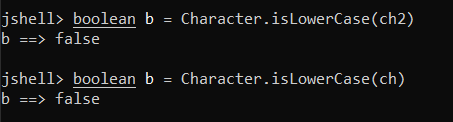 jshell> boolean b = Character.isLowerCase(ch2)
b ==> false
jshell> boolean b = Character.isLowerCase(ch)
b ==> false